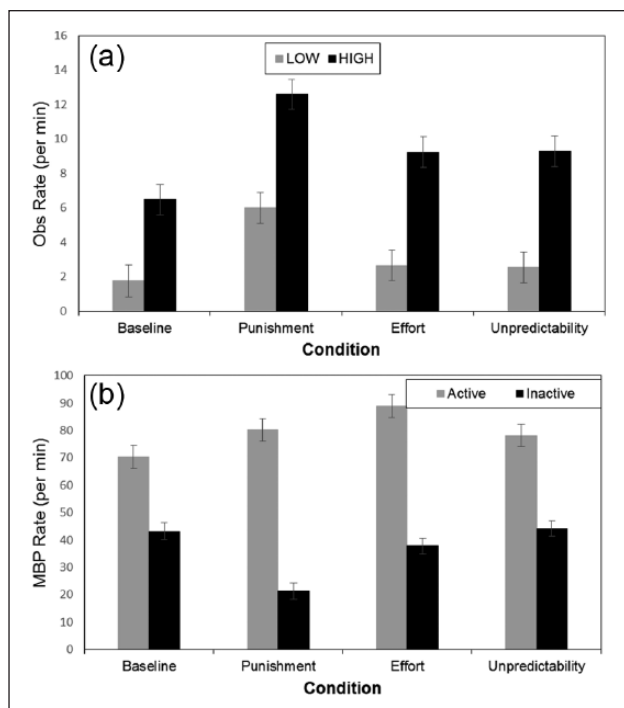 (a)
LOW HIGH
Obs Rate (per min)
16
14
12
10
8
6
4
2
0
Baseline Punishment Effort Unpredictability
Condition
(b)
Active Inactive
MBP Rate (per min)
100
90
80
70
60
50
40
30
20
10
0
Baseline Punishment Effort Unpredictability
Condition